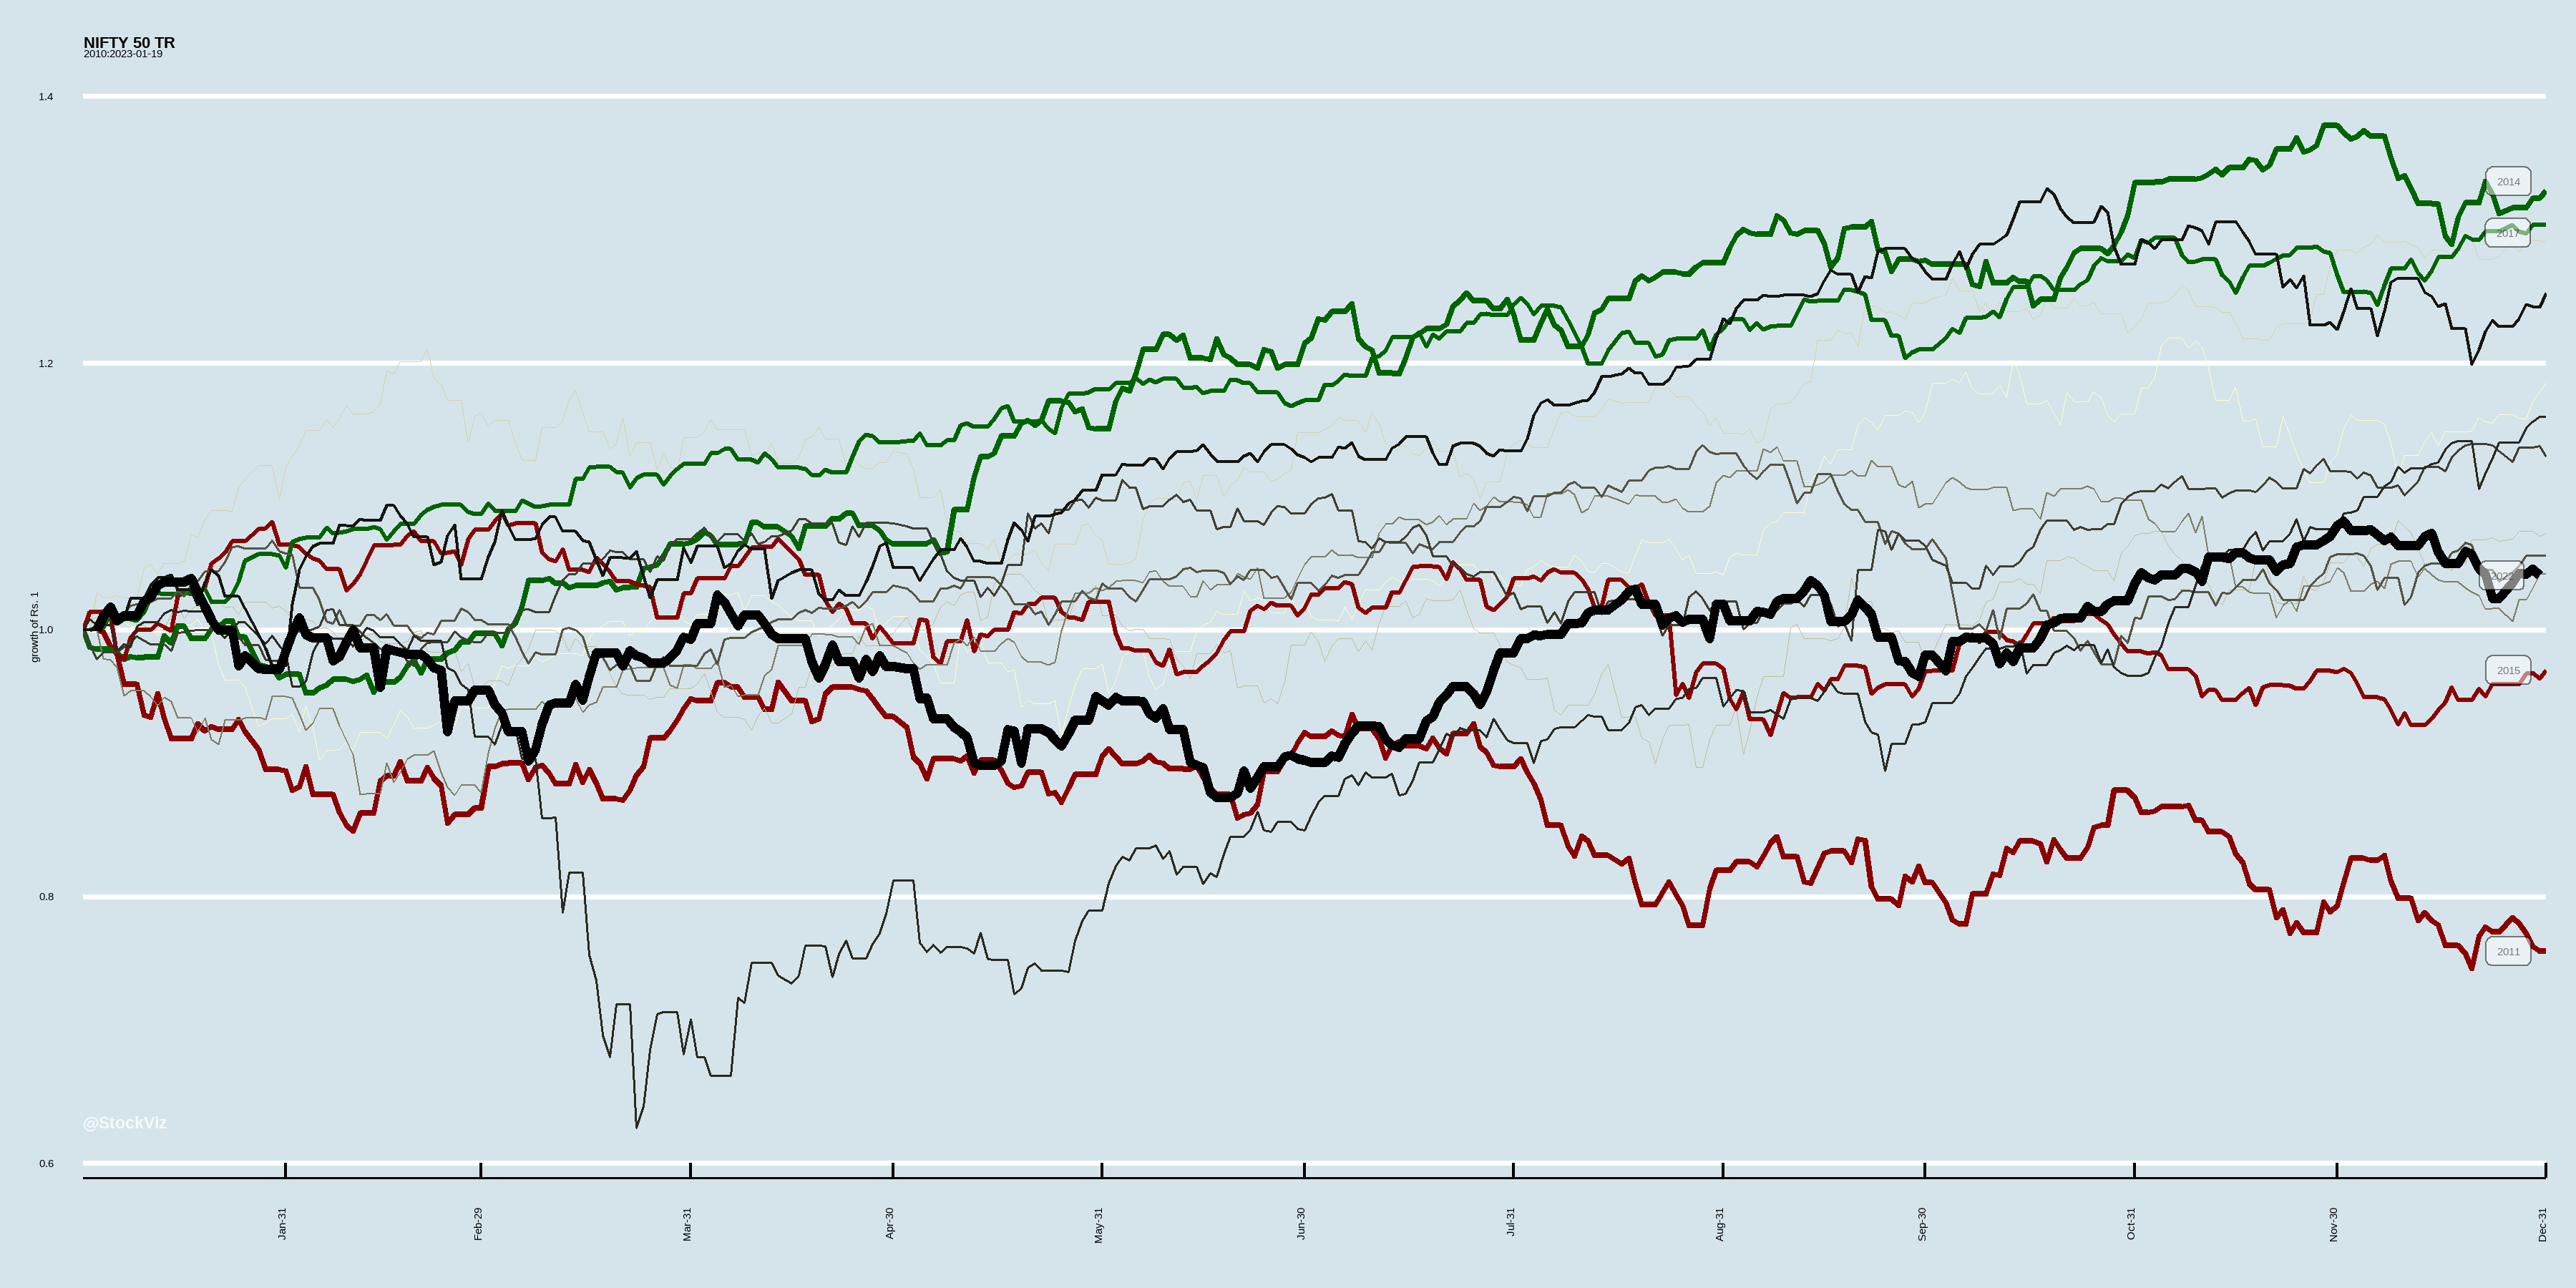 NIFTY 50 TR
2010:2023-01-19
1.4
1.2
1.0
0.8
0.6
growth of Rs. 1
2014
2017
2022
2015
2011
@StockViz
Jan-31
Feb-29
Mar-31
Apr-30
May-31
Jun-30
Jul-31
Aug-31
Sep-30
Oct-31
Nov-30
Dec-31